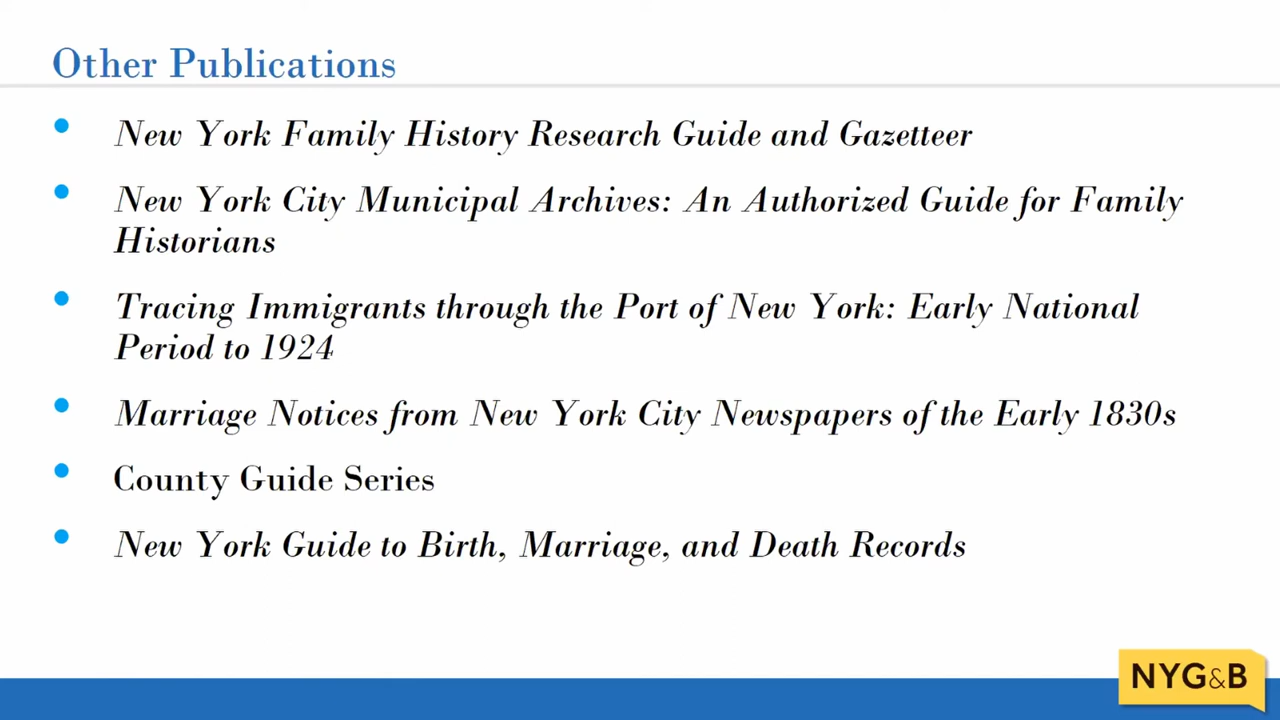 Other Publications
• New York Family History Research Guide and Gazetteer
• New York City Municipal Archives: An Authorized Guide for Family
Historians
• Tracing Immigrants through the Port of New York: Early National
Period to 1924
• Marriage Notices from New York City Newspapers of the Early 1830s
• County Guide Series
• New York Guide to Birth, Marriage, and Death Records
NYG&B